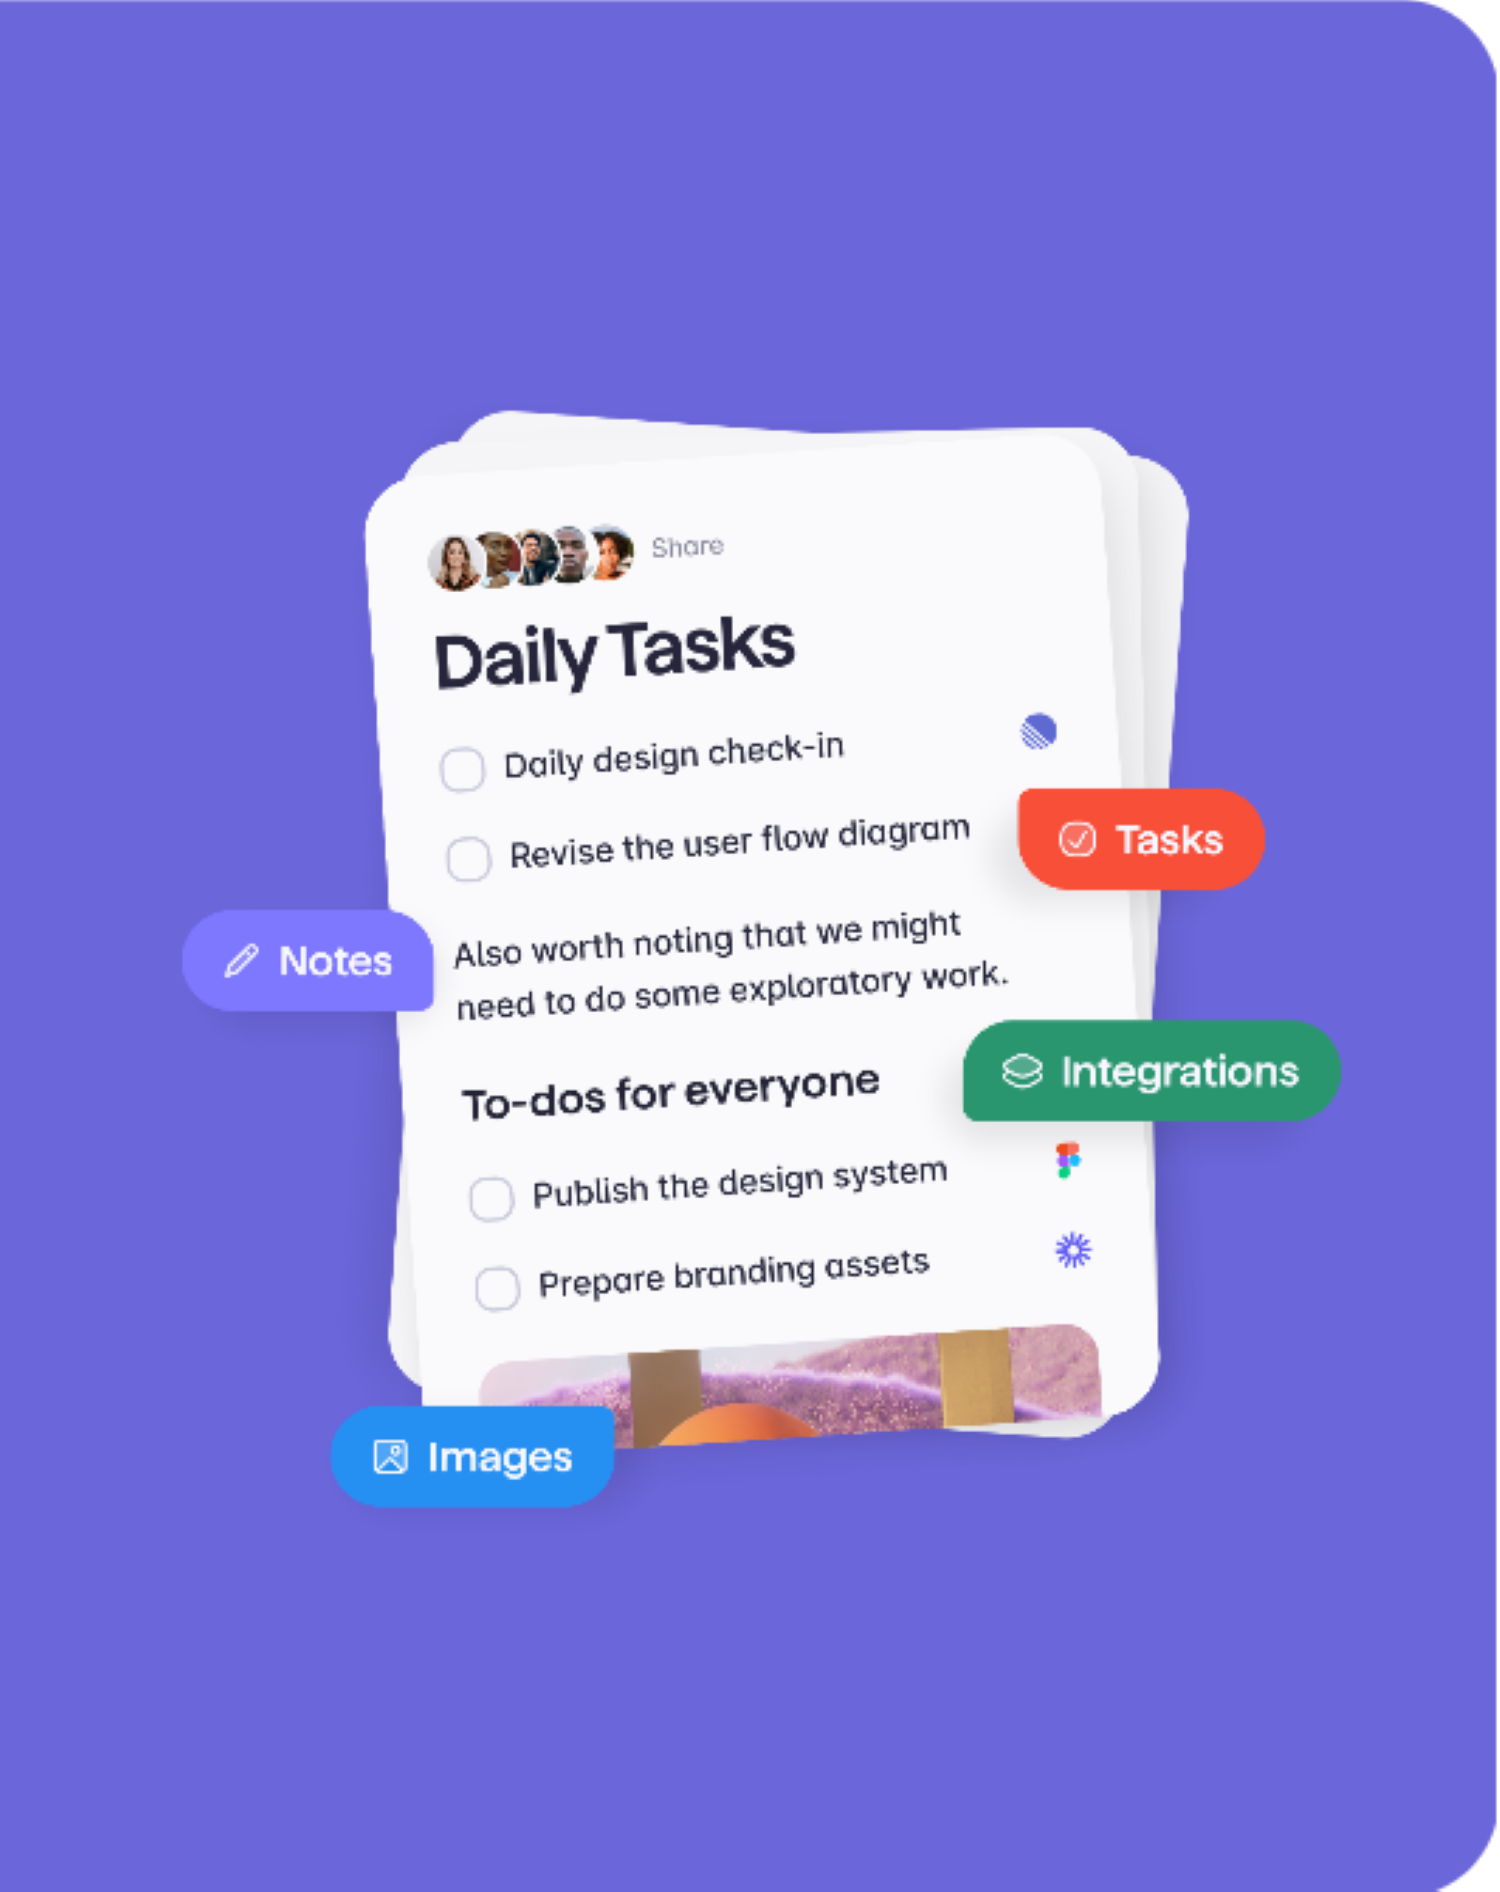 Share
Daily Tasks
Daily design check-in
Revise the user flow diagram
Tasks
Notes
Also worth noting that we might
need to do some exploratory work.
Integrations
To-dos for everyone
Publish the design system
Prepare branding assets
Images